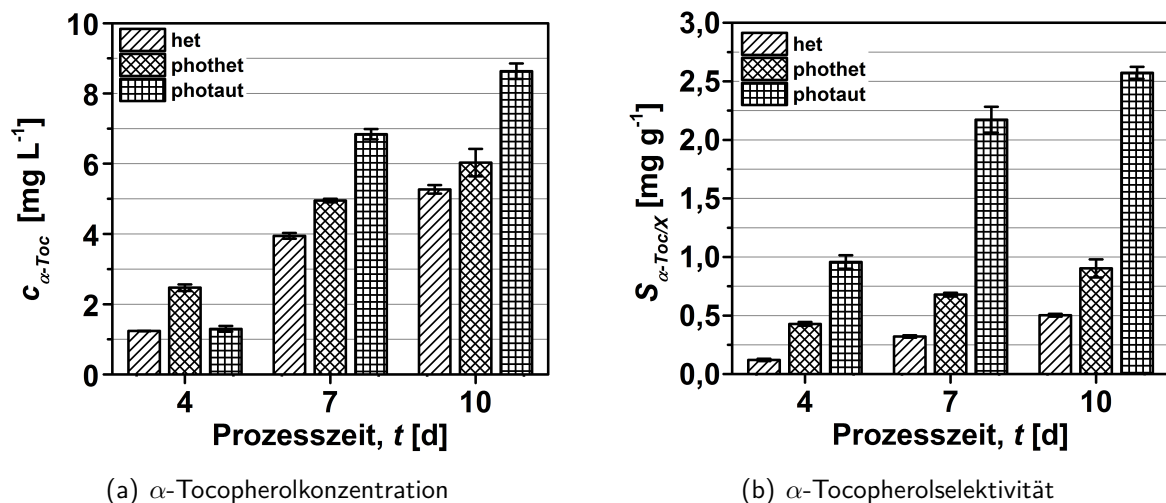 10
8
6
4
2
0
c α-Toc [mg L-1]
het
phothet
photaut
4 7 10
Prozesszeit, t [d]
(a) α-Tocopherolkonzentration
3,0
2,5
2,0
1,5
1,0
0,5
0,0
S α-Toc/X [mg g-1]
het
phothet
photaut
4 7 10
Prozesszeit, t [d]
(b) α-Tocopherolselektivität